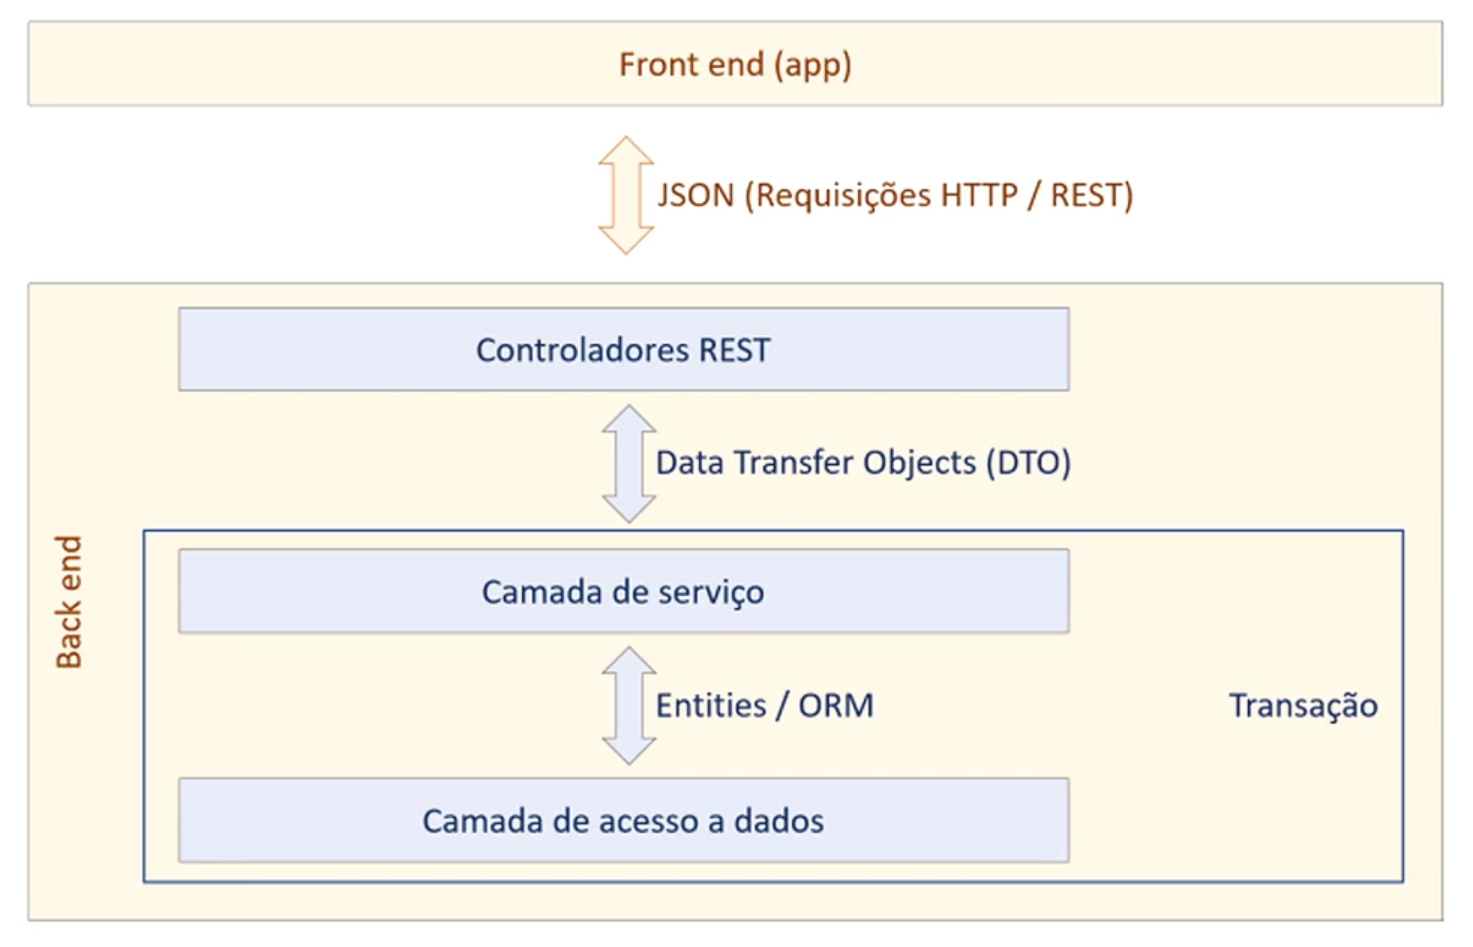 Front end (app)
JSON (Requisições HTTP / REST)
Controladores REST
Data Transfer Objects (DTO)
Back end
Camada de serviço
Entities / ORM
Transação
Camada de acesso a dados